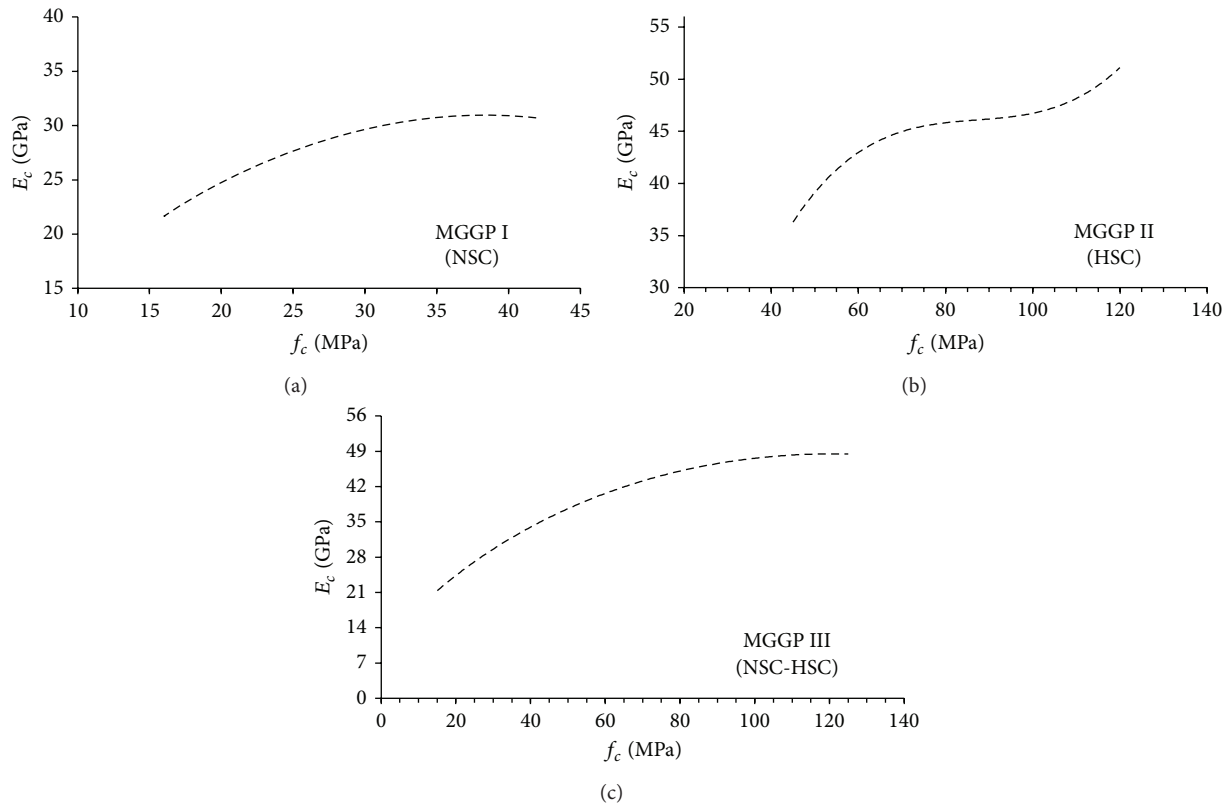 40
35
30
25
20
15
E_c (GPa)
10 15 20 25 30 35 40 45
f_c (MPa)
MGGP I
(NSC)
(a)
55
50
45
40
35
30
E_c (GPa)
20 40 60 80 100 120 140
f_c (MPa)
MGGP II
(HSC)
(b)
56
49
42
35
28
21
14
7
0
E_c (GPa)
0 20 40 60 80 100 120 140
f_c (MPa)
MGGP III
(NSC-HSC)
(c)